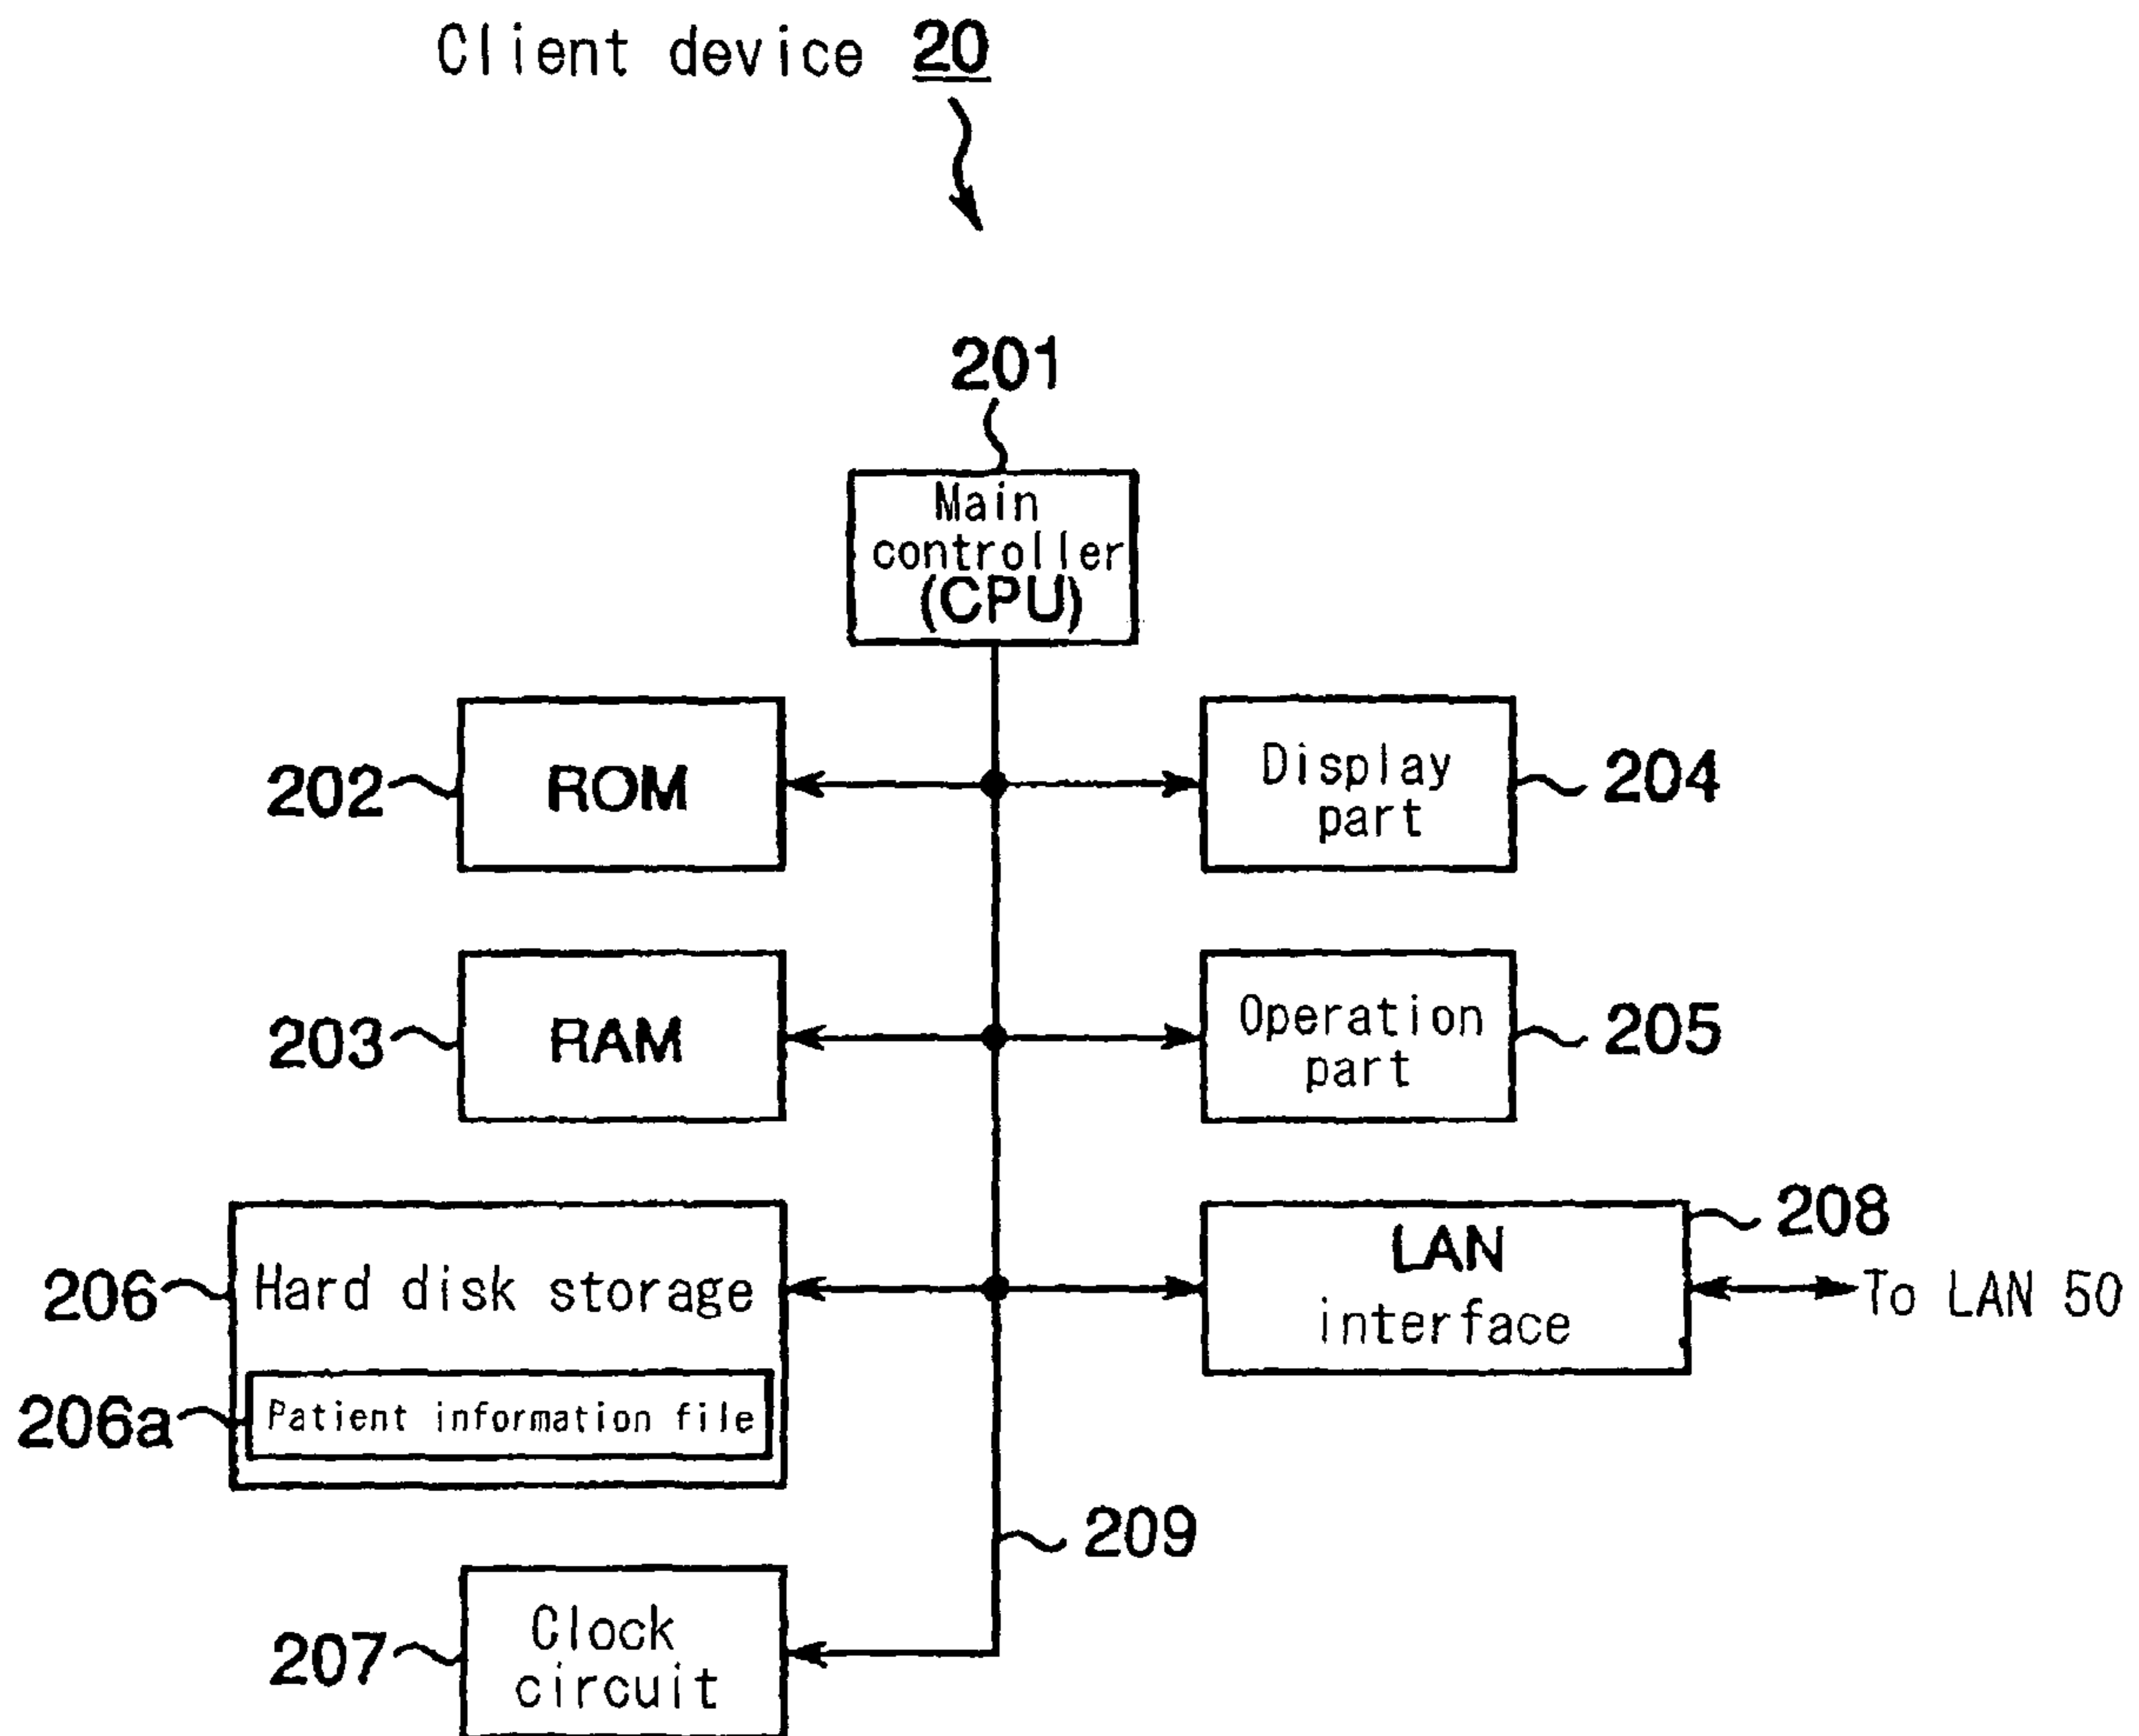 Client device 20
201
Main
controller
(CPU)
202
ROM
Display
part
204
203
RAM
Operation
part
205
206
Hard disk storage
206a
Patient information file
LAN
interface
208
To LAN 50
209
207
Clock
circuit